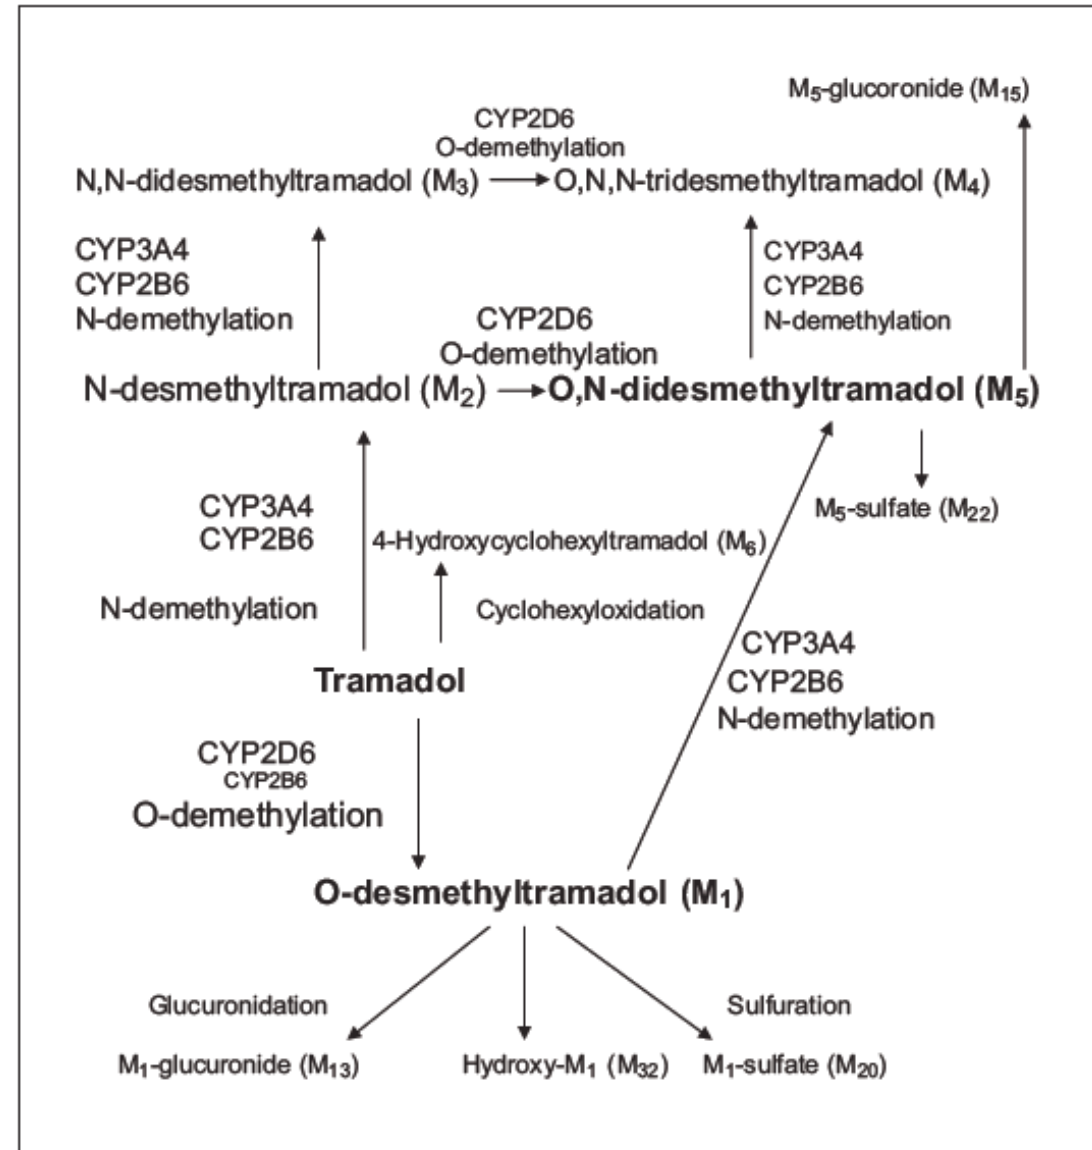 M5-glucoronide (M15)
CYP2D6
O-demethylation
N,N-didesmethyltramadol (M3) O,N,N-tridesmethyltramadol (M4)
CYP3A4
CYP2B6
N-demethylation
CYP3A4
CYP2B6
N-demethylation
CYP2D6
O-demethylation
N-desmethyltramadol (M2) O,N-didesmethyltramadol (M5)
CYP3A4
CYP2B6
N-demethylation
M5-sulfate (M22)
4-Hydroxycyclohexyltramadol (M6)
Cyclohexyloxidation
CYP3A4
CYP2B6
N-demethylation
Tramadol
CYP2D6
CYP2B6
O-demethylation
O-desmethyltramadol (M1)
Glucuronidation
Sulfuration
M1-glucuronide (M13)
Hydroxy-M1 (M32)
M1-sulfate (M20)